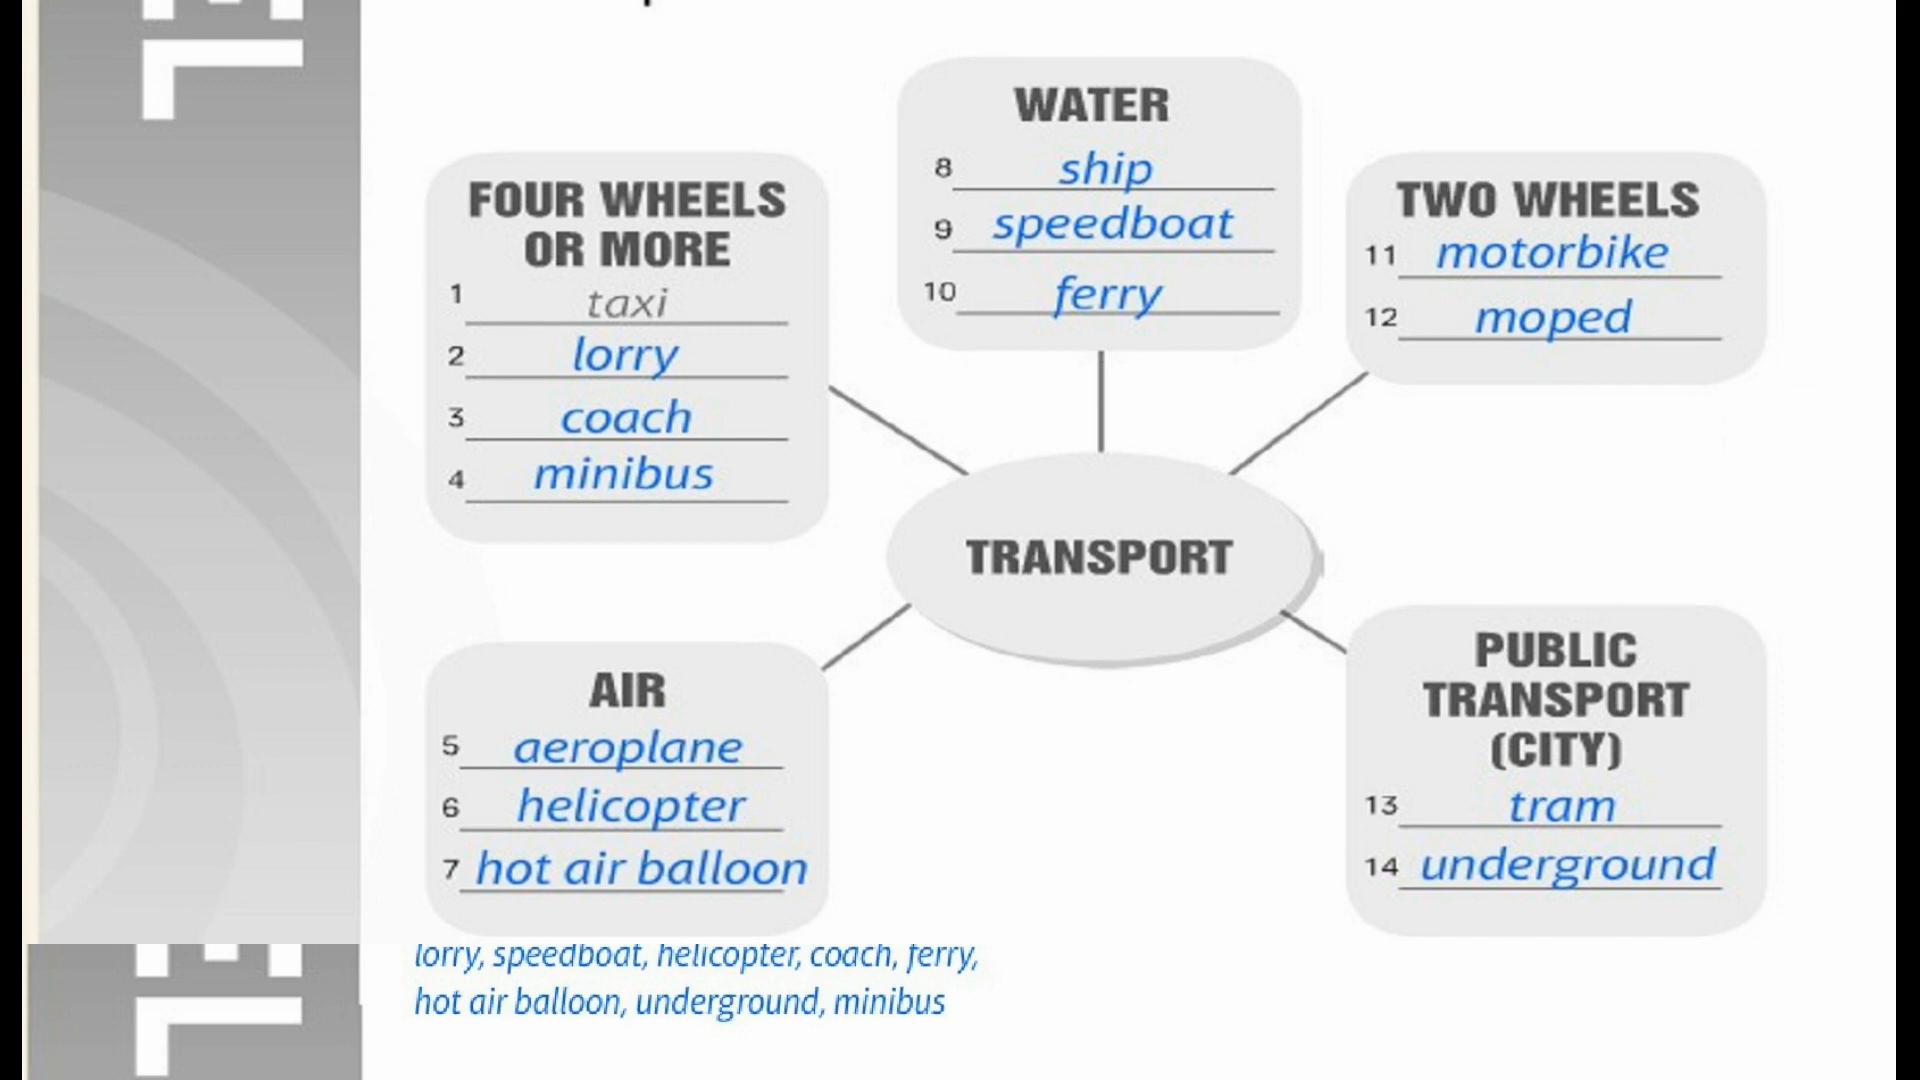 WATER
8 ship
9 speedboat
10 ferry
FOUR WHEELS
OR MORE
1 taxi
2 lorry
3 coach
4 minibus
TWO WHEELS
11 motorbike
12 moped
TRANSPORT
AIR
5 aeroplane
6 helicopter
7 hot air balloon
PUBLIC
TRANSPORT
(CITY)
13 tram
14 underground
lorry, speedboat, helicopter, coach, ferry,
hot air balloon, underground, minibus